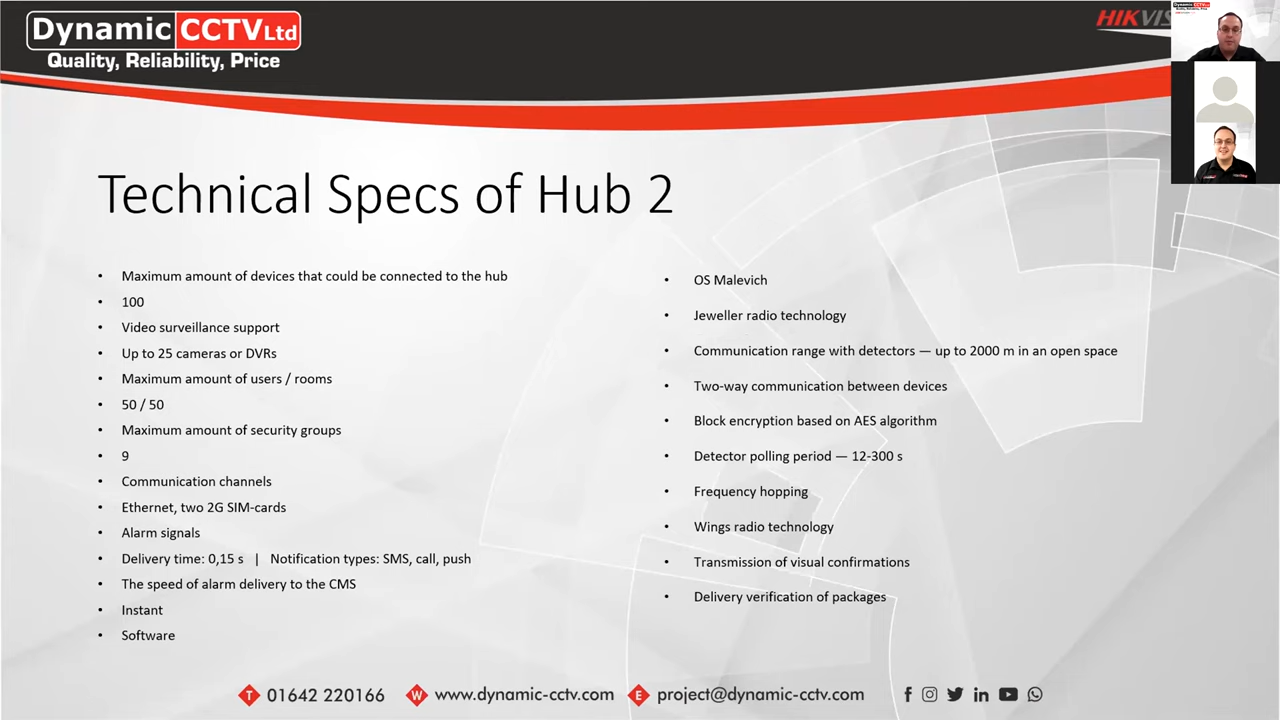 Dynamic CCTV Ltd
Quality, Reliability, Price
HIKVIS
Technical Specs of Hub 2
• Maximum amount of devices that could be connected to the hub
• 100
• Video surveillance support
• Up to 25 cameras or DVRs
• Maximum amount of users / rooms
• 50 / 50
• Maximum amount of security groups
• 9
• Communication channels
• Ethernet, two 2G SIM-cards
• Alarm signals
• Delivery time: 0,15 s | Notification types: SMS, call, push
• The speed of alarm delivery to the CMS
• Instant
• Software
• OS Malevich
• Jeweller radio technology
• Communication range with detectors — up to 2000 m in an open space
• Two-way communication between devices
• Block encryption based on AES algorithm
• Detector polling period — 12-300 s
• Frequency hopping
• Wings radio technology
• Transmission of visual confirmations
• Delivery verification of packages
T 01642 220166 W www.dynamic-cctv.com E project@dynamic-cctv.com